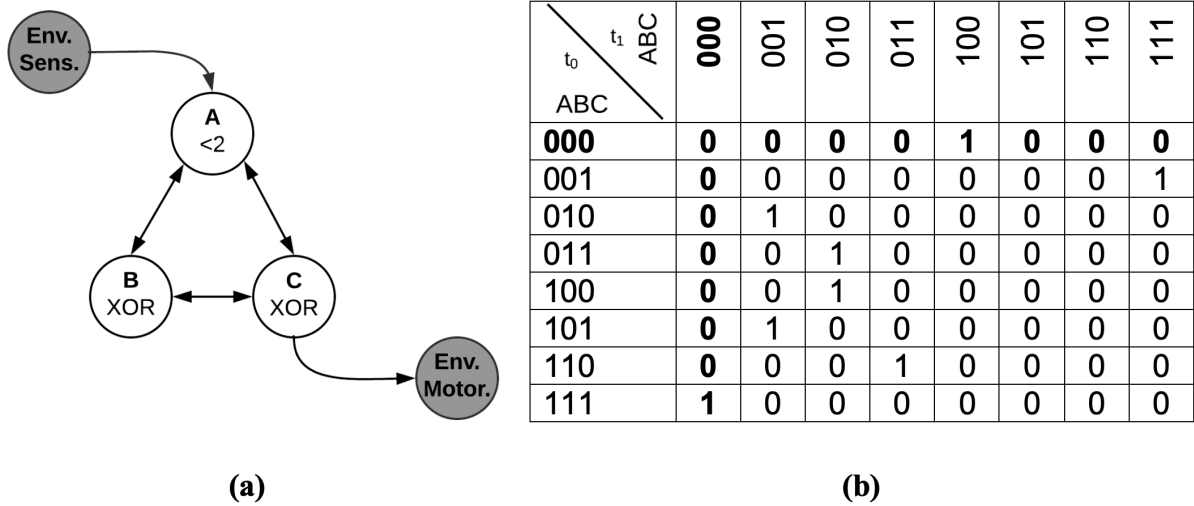 Env.
Sens.
A
<2
B
XOR
C
XOR
Env.
Motor.
(a)
t0
t1
ABC
ABC
000 001 010 011 100 101 110 111
000 0 0 0 0 1 0 0 0
001 0 0 0 0 0 0 0 1
010 0 1 0 0 0 0 0 0
011 0 0 1 0 0 0 0 0
100 0 0 1 0 0 0 0 0
101 0 1 0 0 0 0 0 0
110 0 0 0 1 0 0 0 0
111 1 0 0 0 0 0 0 0
(b)